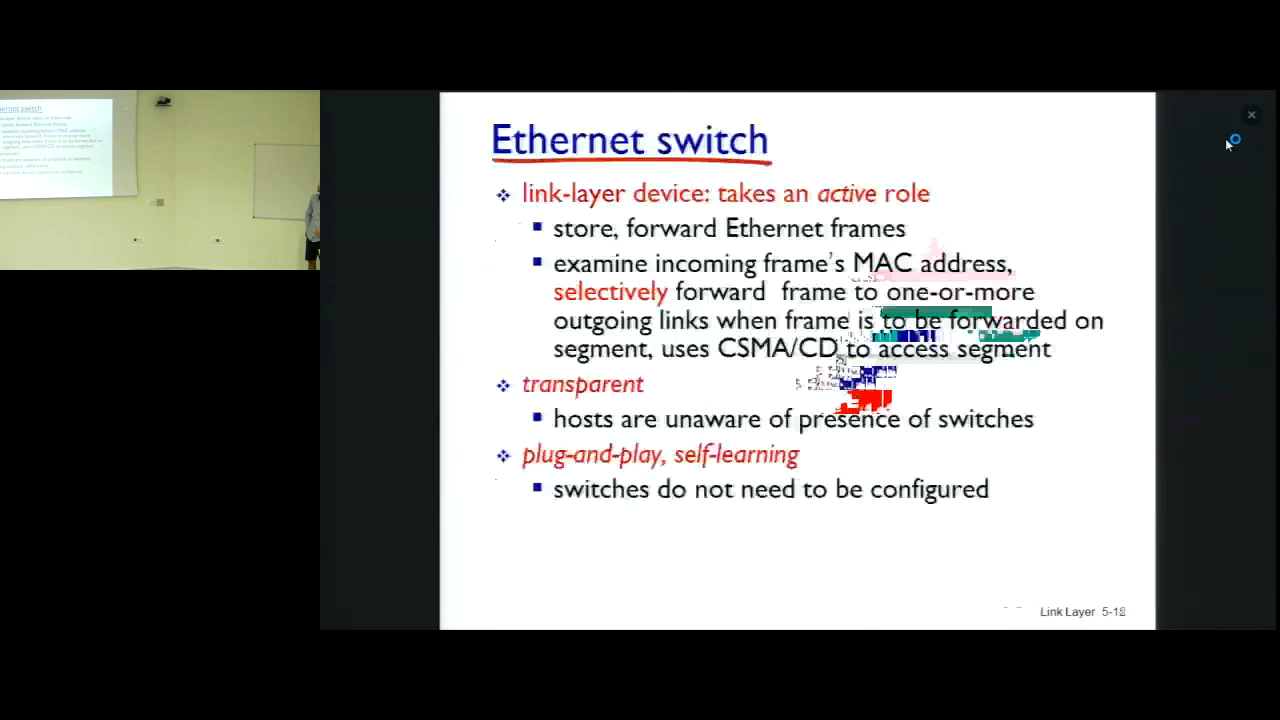 Ethernet switch
link-layer device: takes an active role
store, forward Ethernet frames
examine incoming frame's MAC address,
selectively forward frame to one-or-more
outgoing links when frame is to be forwarded on
segment, uses CSMA/CD to access segment
transparent
hosts are unaware of presence of switches
plug-and-play, self-learning
switches do not need to be configured
Link Layer